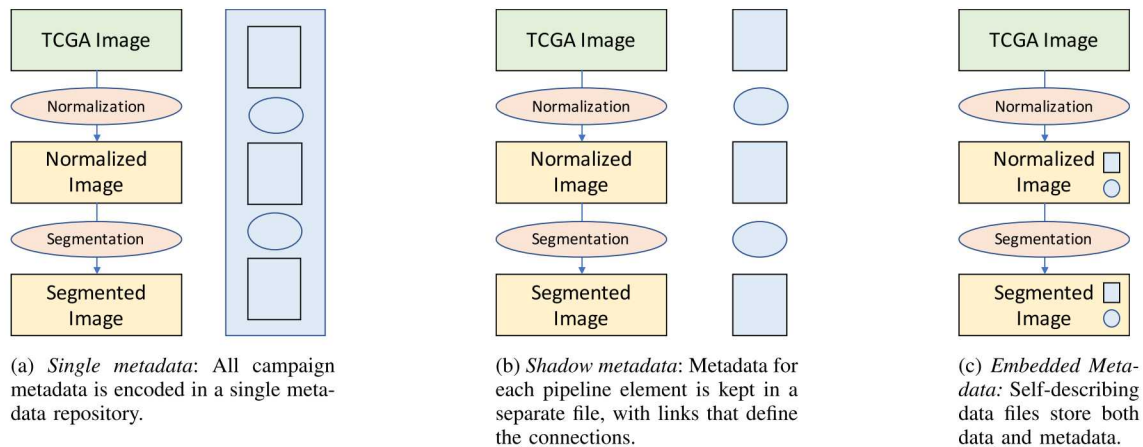 TCGA Image
Normalization
Normalized
Image
Segmentation
Segmented
Image
(a) Single metadata: All campaign
metadata is encoded in a single meta-
data repository.
TCGA Image
Normalization
Normalized
Image
Segmentation
Segmented
Image
(b) Shadow metadata: Metadata for
each pipeline element is kept in a
separate file, with links that define
the connections.
TCGA Image
Normalization
Normalized
Image
Segmentation
Segmented
Image
(c) Embedded Meta-
data: Self-describing
data files store both
data and metadata.